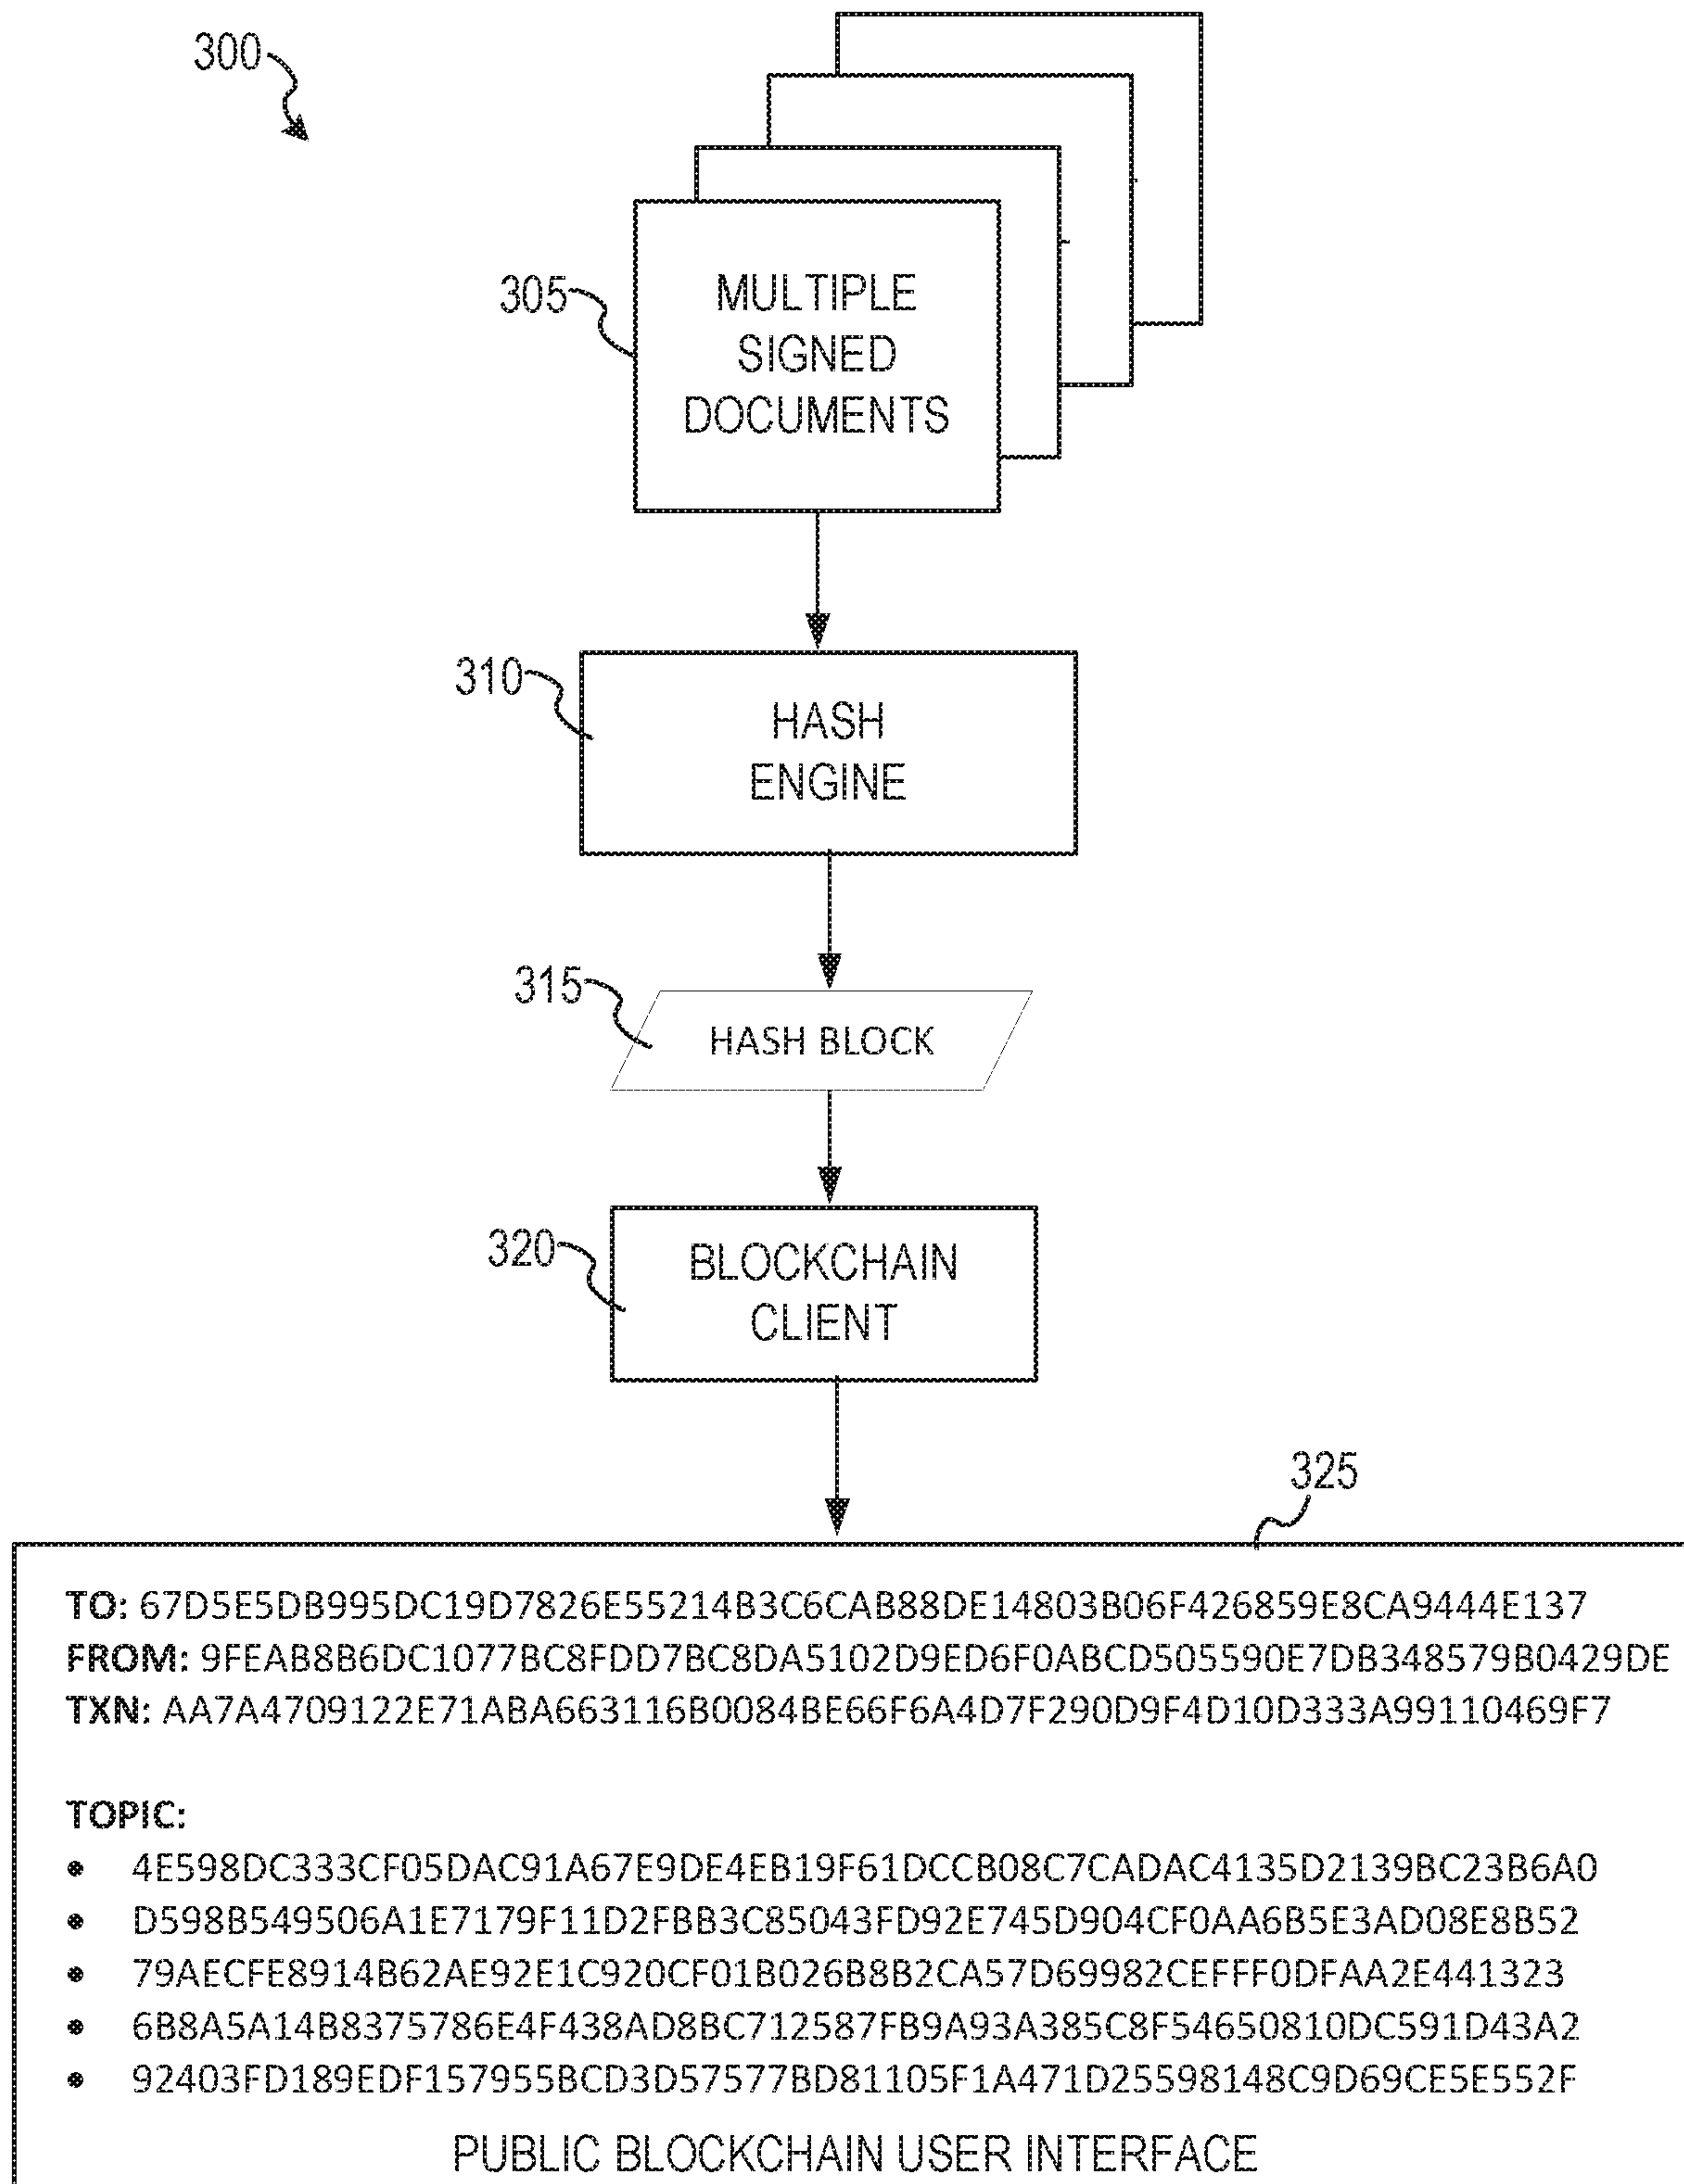 300
305
MULTIPLE
SIGNED
DOCUMENTS
310
HASH
ENGINE
315
HASH BLOCK
320
BLOCKCHAIN
CLIENT
325
TO: 67D5E5DB995DC19D7826E55214B3C6CAB88DE14803B06F426859E8CA9444E137
FROM: 9FEAB8B6DC1077BC8FDD7BC8DA5102D9ED6F0ABCD505590E7DB348579B0429DE
TXN: AA7A4709122E71ABA663116B0084BE66F6A4D7F290D9F4D10D333A99110469F7
TOPIC:
• 4E598DC333CF05DAC91A67E9DE4EB19F61DCCB08C7CADAC4135D2139BC23B6A0
• D598B549506A1E7179F11D2FBB3C85043FD92E745D904CF0AA6B5E3AD08E8B52
• 79AECFE8914B62AE92E1C920CF01B026B8B2CA57D69982CEFFF0DFAA2E441323
• 6B8A5A14B8375786E4F438AD8BC712587FB9A93A385C8F54650810DC591D43A2
• 92403FD189EDF157955BCD3D57577BD81105F1A471D25598148C9D69CE5E552F
PUBLIC BLOCKCHAIN USER INTERFACE